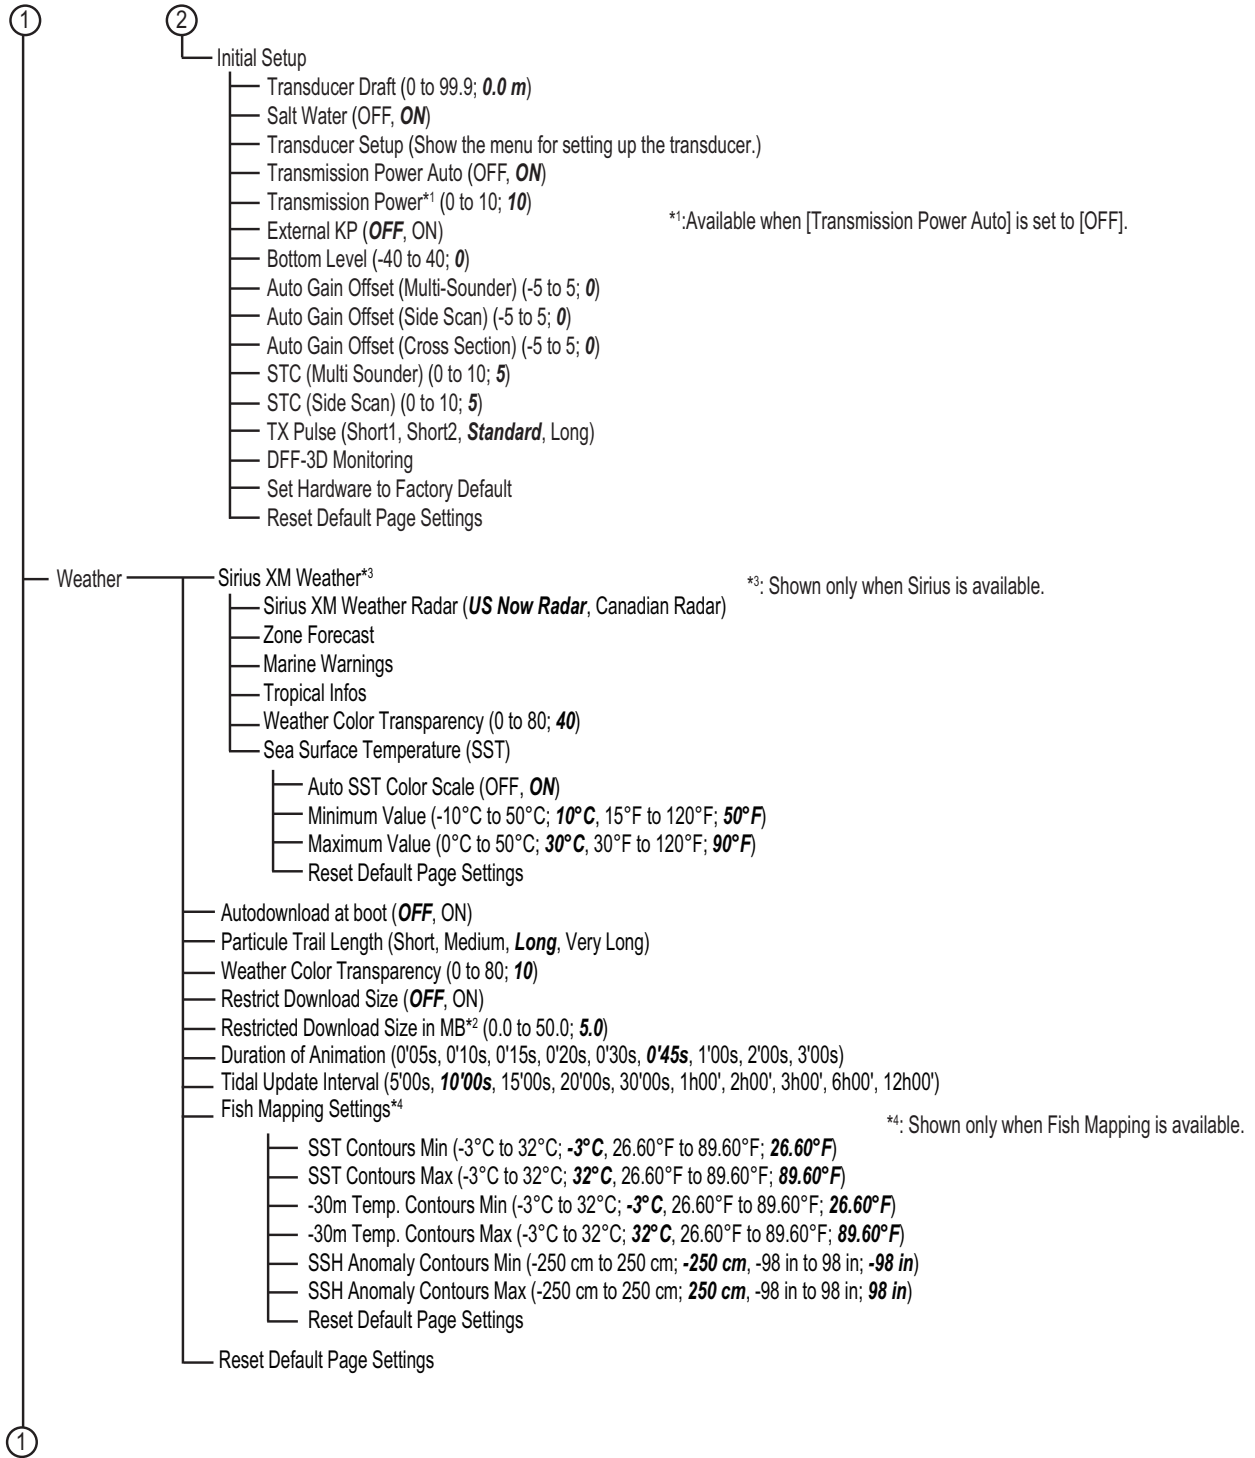 1
2
Initial Setup
Transducer Draft (0 to 99.9; 0.0 m)
Salt Water (OFF, ON)
Transducer Setup (Show the menu for setting up the transducer.)
Transmission Power Auto (OFF, ON)
Transmission Power*1 (0 to 10; 10)
*1:Available when [Transmission Power Auto] is set to [OFF].
External KP (OFF, ON)
Bottom Level (-40 to 40; 0)
Auto Gain Offset (Multi-Sounder) (-5 to 5; 0)
Auto Gain Offset (Side Scan) (-5 to 5; 0)
Auto Gain Offset (Cross Section) (-5 to 5; 0)
STC (Multi Sounder) (0 to 10; 5)
STC (Side Scan) (0 to 10; 5)
TX Pulse (Short1, Short2, Standard, Long)
DFF-3D Monitoring
Set Hardware to Factory Default
Reset Default Page Settings
Weather
Sirius XM Weather*3
*3: Shown only when Sirius is available.
Sirius XM Weather Radar (US Now Radar, Canadian Radar)
Zone Forecast
Marine Warnings
Tropical Infos
Weather Color Transparency (0 to 80; 40)
Sea Surface Temperature (SST)
Auto SST Color Scale (OFF, ON)
Minimum Value (-10°C to 50°C; 10°C, 15°F to 120°F; 50°F)
Maximum Value (0°C to 50°C; 30°C, 30°F to 120°F; 90°F)
Reset Default Page Settings
Autodownload at boot (OFF, ON)
Particule Trail Length (Short, Medium, Long, Very Long)
Weather Color Transparency (0 to 80; 10)
Restrict Download Size (OFF, ON)
Restricted Download Size in MB*2 (0.0 to 50.0; 5.0)
Duration of Animation (0'05s, 0'10s, 0'15s, 0'20s, 0'30s, 0'45s, 1'00s, 2'00s, 3'00s)
Tidal Update Interval (5'00s, 10'00s, 15'00s, 20'00s, 30'00s, 1h00', 2h00', 3h00', 6h00', 12h00')
Fish Mapping Settings*4
*4: Shown only when Fish Mapping is available.
SST Contours Min (-3°C to 32°C; -3°C, 26.60°F to 89.60°F; 26.60°F)
SST Contours Max (-3°C to 32°C; 32°C, 26.60°F to 89.60°F; 89.60°F)
-30m Temp. Contours Min (-3°C to 32°C; -3°C, 26.60°F to 89.60°F; 26.60°F)
-30m Temp. Contours Max (-3°C to 32°C; 32°C, 26.60°F to 89.60°F; 89.60°F)
SSH Anomaly Contours Min (-250 cm to 250 cm; -250 cm, -98 in to 98 in; -98 in)
SSH Anomaly Contours Max (-250 cm to 250 cm; 250 cm, -98 in to 98 in; 98 in)
Reset Default Page Settings
Reset Default Page Settings
1